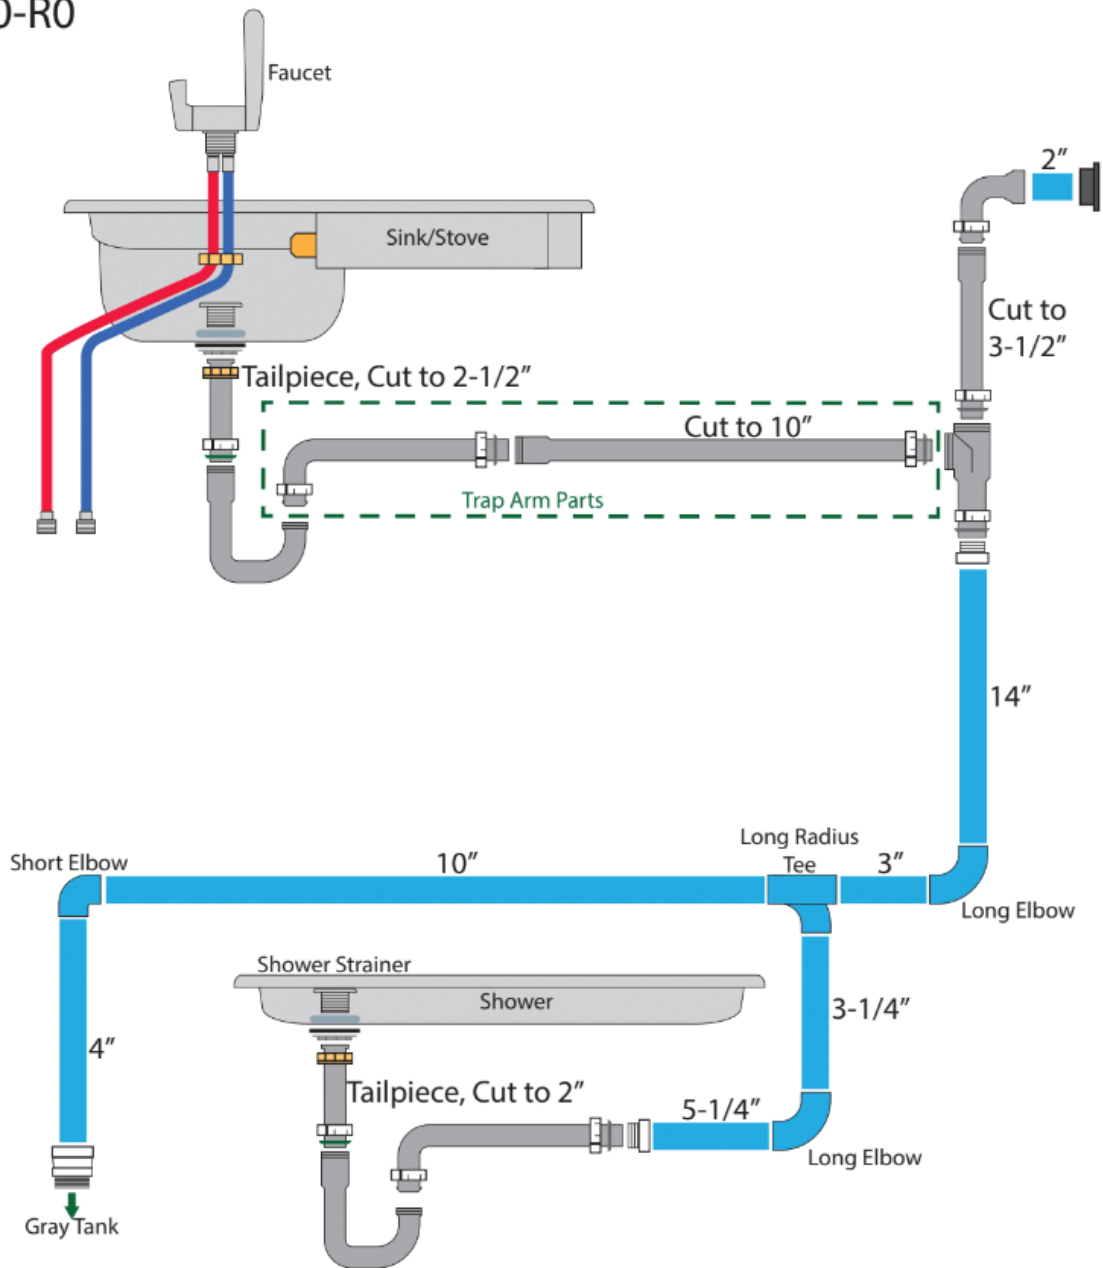 0-R0
Faucet
2”
Sink/Stove
Cut to
3-1/2”
Tailpiece, Cut to 2-1/2”
Cut to 10”
Trap Arm Parts
14”
Long Radius
Tee
Short Elbow
10”
3”
Long Elbow
Shower Strainer
Shower
3-1/4”
4”
Tailpiece, Cut to 2”
5-1/4”
Long Elbow
Gray Tank